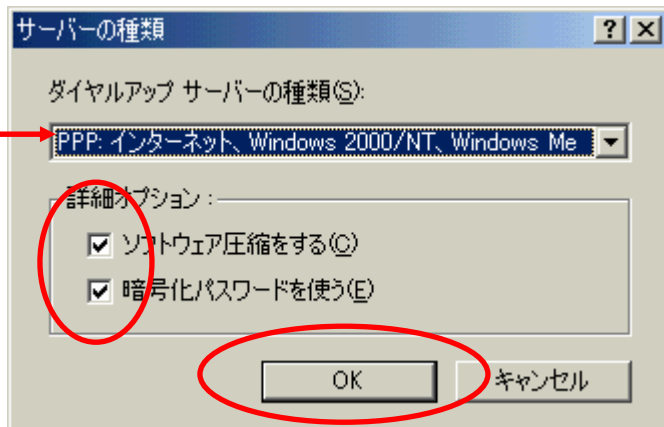 サーバーの種類
ダイヤルアップ サーバーの種類(S):
PPP: インターネット、Windows 2000/NT、Windows Me
詳細オプション：
ソフトウェア圧縮をする(C)
暗号化パスワードを使う(E)
OK
キャンセル